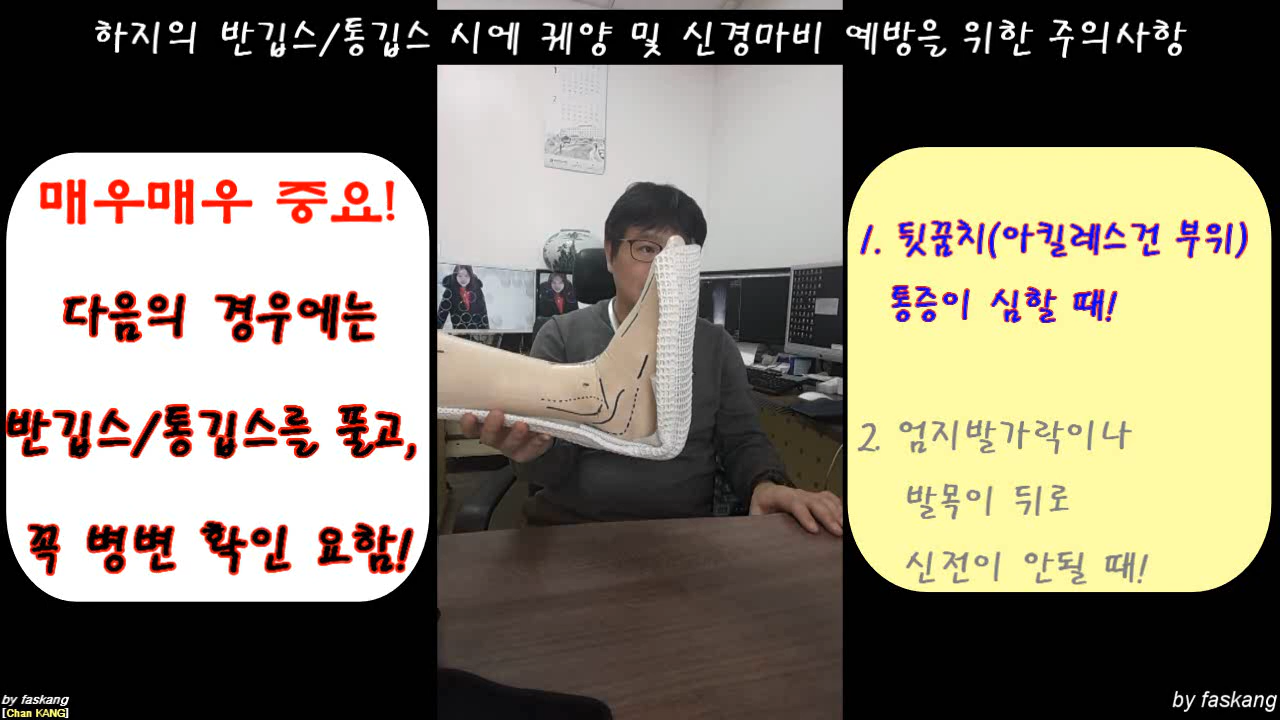 하지의 반깁스/통깁스 시에 궤양 및 신경마비 예방을 위한 주의사항
매우매우 중요!
다음의 경우에는
반깁스/통깁스를 풀고,
꼭 병변 확인 요함!
1. 뒷꿈치(아킬레스건 부위)
통증이 심할 때!
2. 엄지발가락이나
발목이 뒤로
신전이 안될 때!
by faskang
[Chan KANG]
by faskang